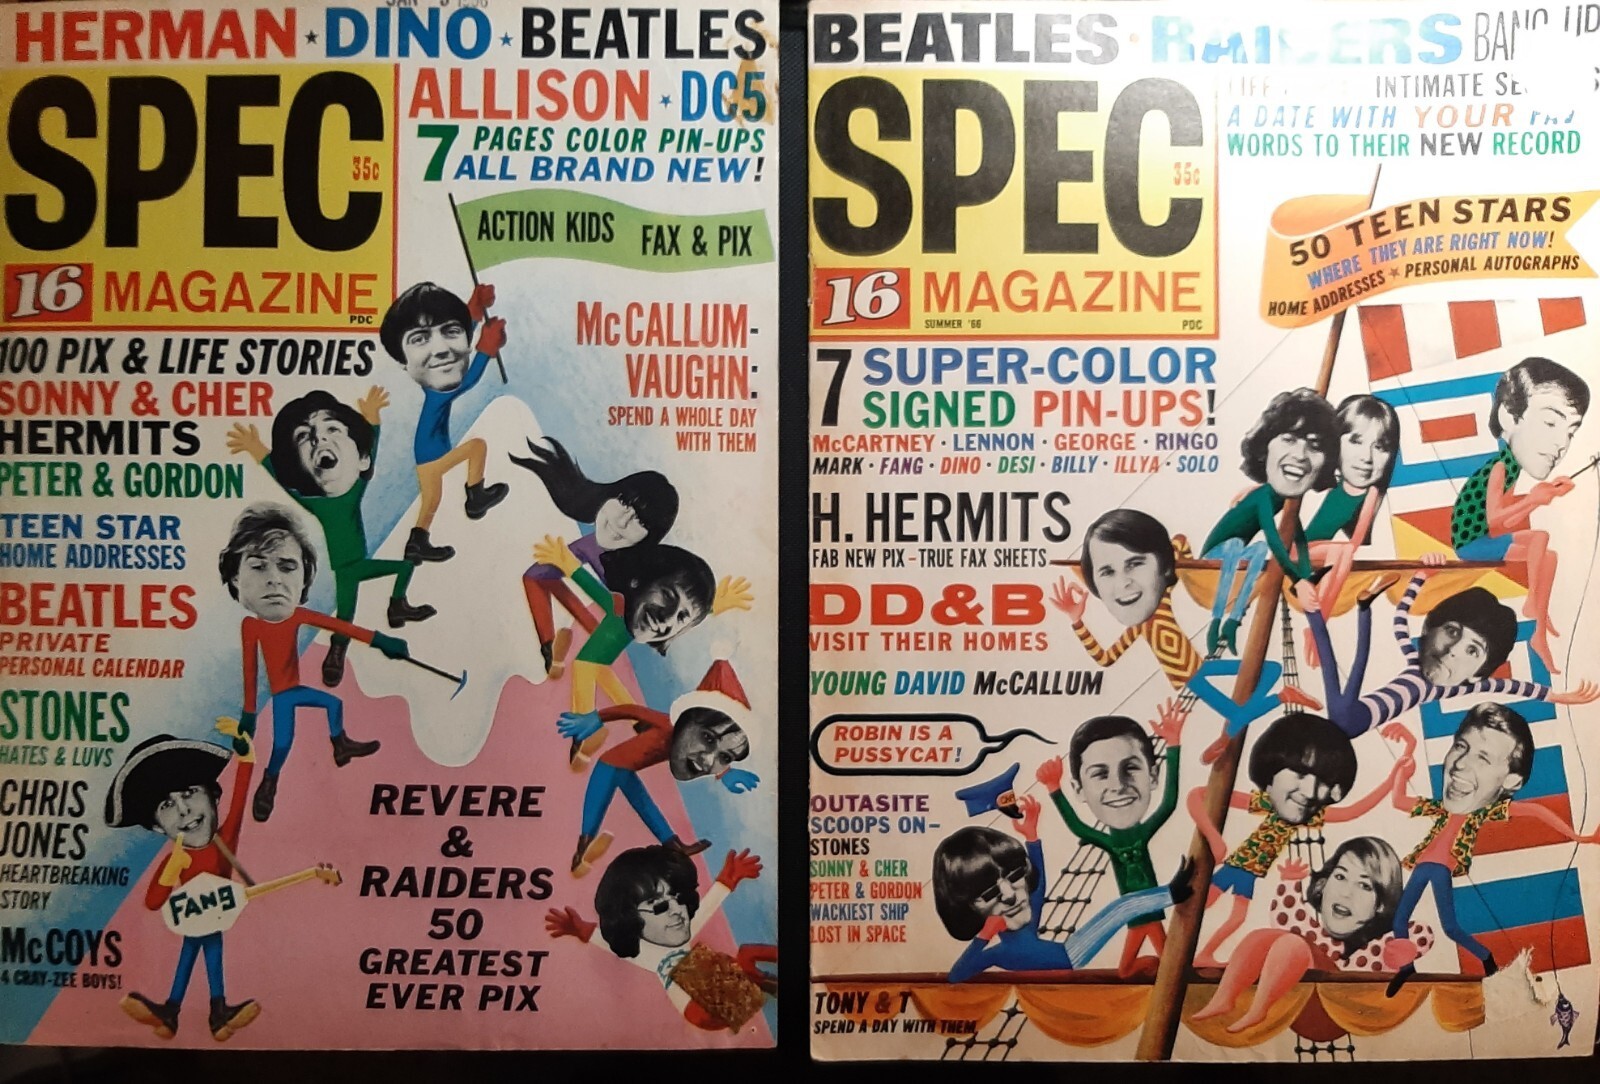 HERMAN ★ DINO ★ BEATLES
ALLISON ★ DC5
7 PAGES COLOR PIN-UPS
ALL BRAND NEW!
SPEC
35c
16 MAGAZINE
PDC
ACTION KIDS FAX & PIX
McCALLUM-
VAUGHN:
SPEND A WHOLE DAY
WITH THEM
100 PIX & LIFE STORIES
SONNY & CHER
HERMITS
PETER & GORDON
TEEN STAR
HOME ADDRESSES
BEATLES
PRIVATE
PERSONAL CALENDAR
STONES
HATES & LUVS
CHRIS
JONES
HEARTBREAKING
STORY
McCOYS
4 CRAY-ZEE BOYS!
FANG
REVERE
&
RAIDERS
50
GREATEST
EVER PIX
BEATLES · RAIDERS
INTIMATE
A DATE WITH YOUR
WORDS TO THEIR NEW RECORD
SPEC
35c
16 MAGAZINE
SUMMER '66
PDC
50 TEEN STARS
WHERE THEY ARE RIGHT NOW!
HOME ADDRESSES ★ PERSONAL AUTOGRAPHS
7 SUPER-COLOR
SIGNED PIN-UPS!
McCARTNEY · LENNON · GEORGE · RINGO
MARK · FANG · DINO · DESI · BILLY · ILLYA · SOLO
H. HERMITS
FAB NEW PIX – TRUE FAX SHEETS
DD&B
VISIT THEIR HOMES
YOUNG DAVID McCALLUM
ROBIN IS A
PUSSYCAT!
OUTASITE
SCOOPS ON–
STONES
SONNY & CHER
PETER & GORDON
WACKIEST SHIP
LOST IN SPACE
TONY & T
SPEND A DAY WITH THEM